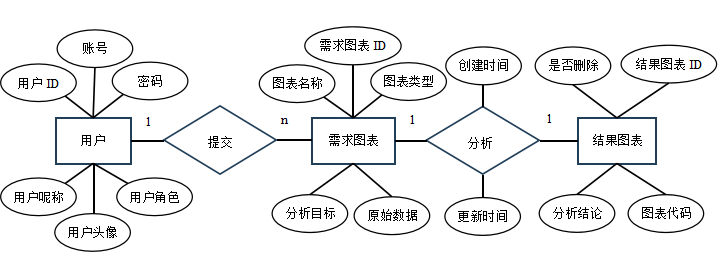 账号
需求图表 ID
用户 ID
密码
图表名称
图表类型
创建时间
是否删除
结果图表 ID
用户
1
提交
n
需求图表
1
分析
1
结果图表
用户昵称
用户角色
用户头像
分析目标
原始数据
更新时间
分析结论
图表代码